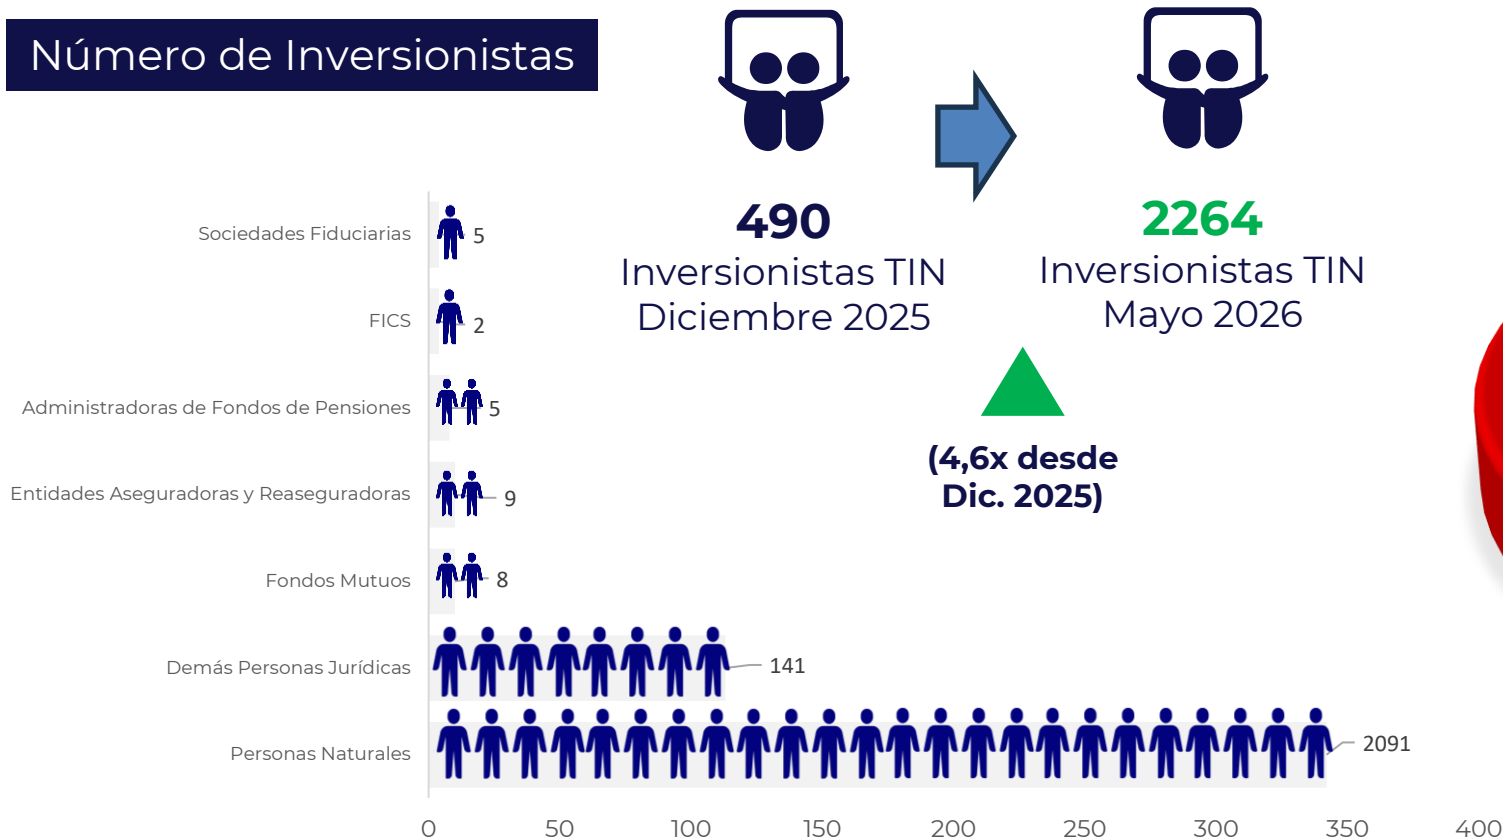 Número de Inversionistas
490
Inversionistas TIN
Diciembre 2025
2264
Inversionistas TIN
Mayo 2026
(4,6x desde
Dic. 2025)
Sociedades Fiduciarias 5
FICS 2
Administradoras de Fondos de Pensiones 5
Entidades Aseguradoras y Reaseguradoras 9
Fondos Mutuos 8
Demás Personas Jurídicas 141
Personas Naturales 2091
0 50 100 150 200 250 300 350 400